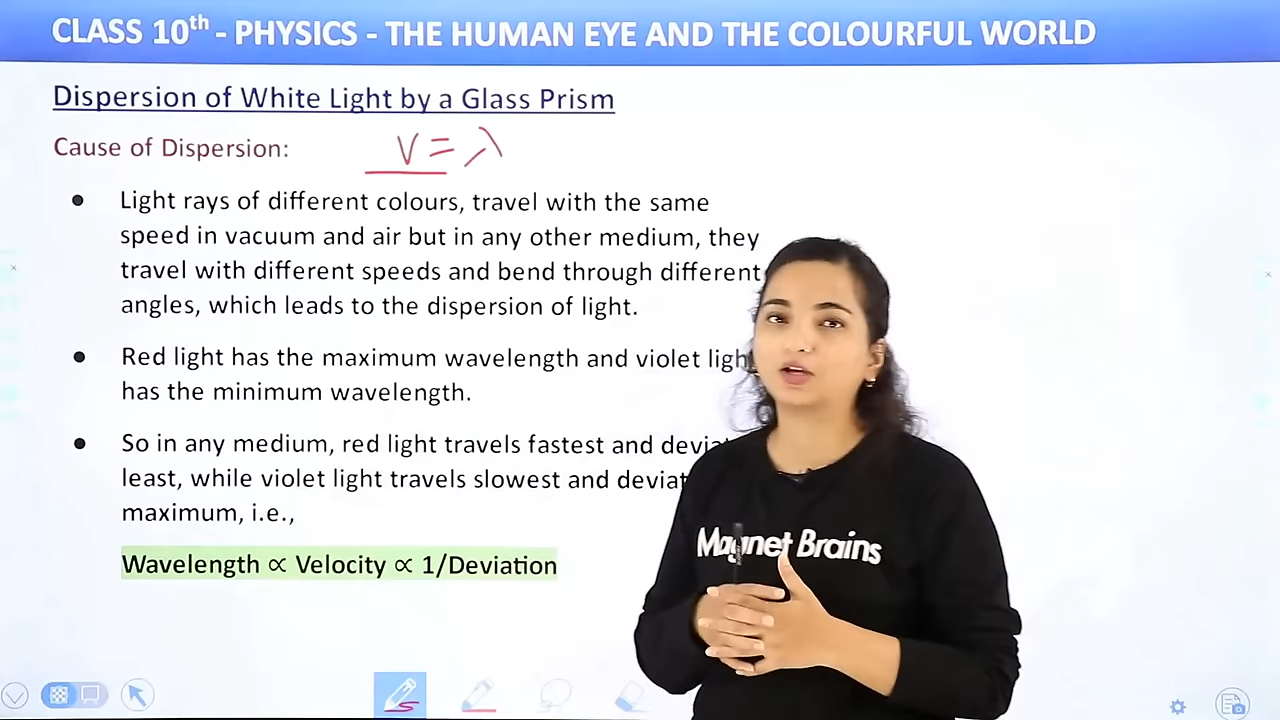 CLASS 10th - PHYSICS - THE HUMAN EYE AND THE COLOURFUL WORLD
Dispersion of White Light by a Glass Prism
Cause of Dispersion: v = λ
• Light rays of different colours, travel with the same
speed in vacuum and air but in any other medium, they
travel with different speeds and bend through different
angles, which leads to the dispersion of light.
• Red light has the maximum wavelength and violet ligh
has the minimum wavelength.
• So in any medium, red light travels fastest and
least, while violet light travels slowest and
maximum, i.e.,
Wavelength ∝ Velocity ∝ 1/Deviation
Magnet Brains